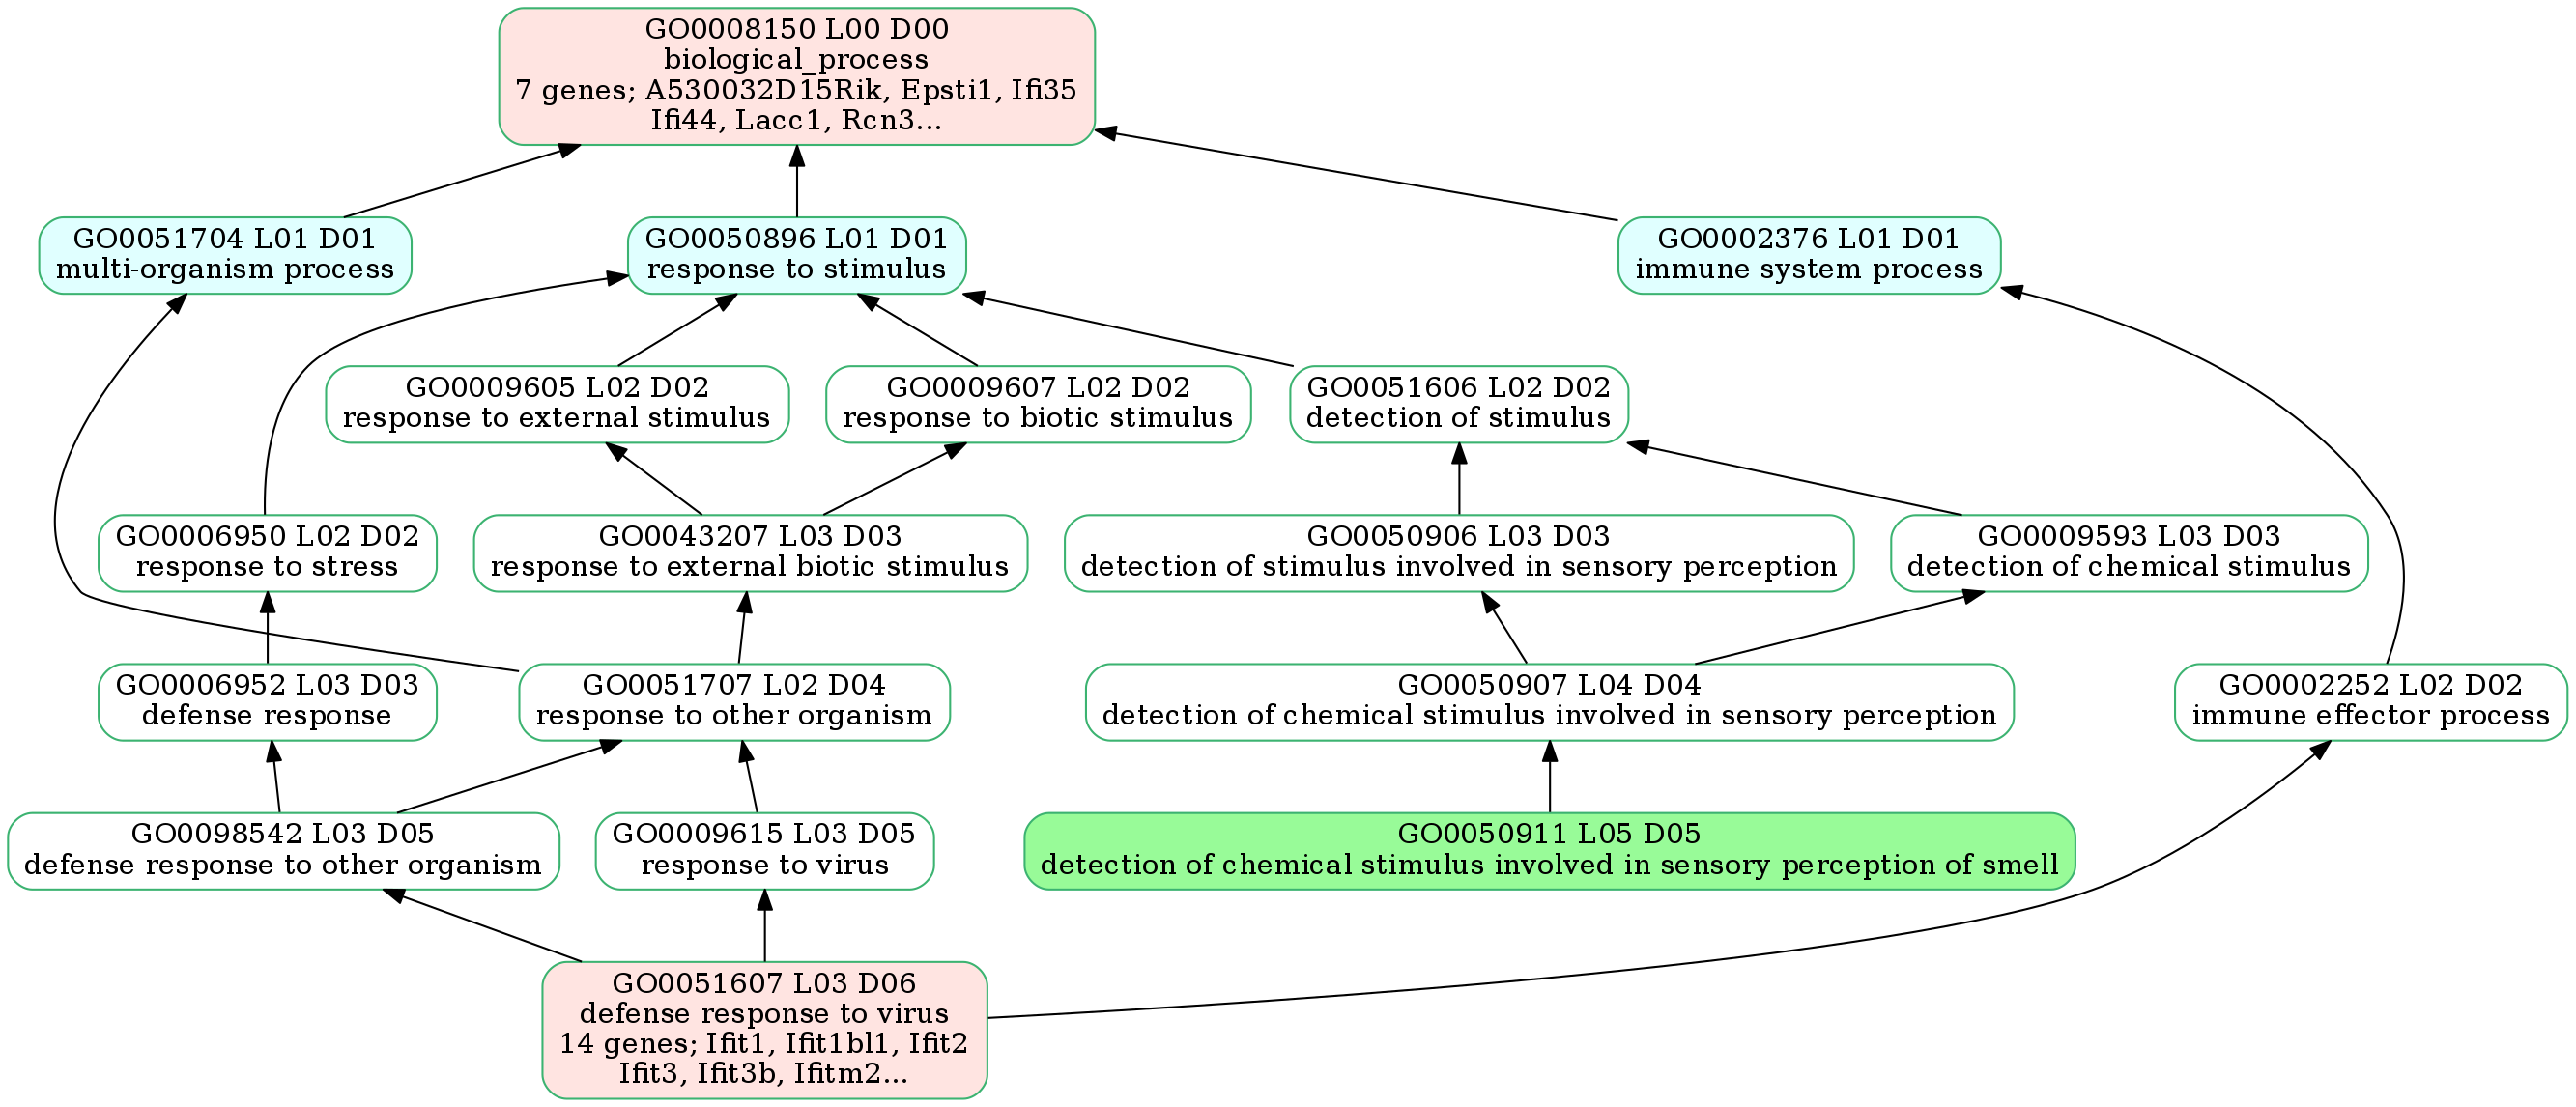 GO0008150 L00 D00
biological_process
7 genes; A530032D15Rik, Epsti1, Ifi35
Ifi44, Lacc1, Rcn3...
GO0051704 L01 D01
multi-organism process
GO0050896 L01 D01
response to stimulus
GO0002376 L01 D01
immune system process
GO0009605 L02 D02
response to external stimulus
GO0009607 L02 D02
response to biotic stimulus
GO0051606 L02 D02
detection of stimulus
GO0006950 L02 D02
response to stress
GO0043207 L03 D03
response to external biotic stimulus
GO0050906 L03 D03
detection of stimulus involved in sensory perception
GO0009593 L03 D03
detection of chemical stimulus
GO0006952 L03 D03
defense response
GO0051707 L02 D04
response to other organism
GO0050907 L04 D04
detection of chemical stimulus involved in sensory perception
GO0002252 L02 D02
immune effector process
GO0098542 L03 D05
defense response to other organism
GO0009615 L03 D05
response to virus
GO0050911 L05 D05
detection of chemical stimulus involved in sensory perception of smell
GO0051607 L03 D06
defense response to virus
14 genes; Ifit1, Ifit1bl1, Ifit2
Ifit3, Ifit3b, Ifitm2...